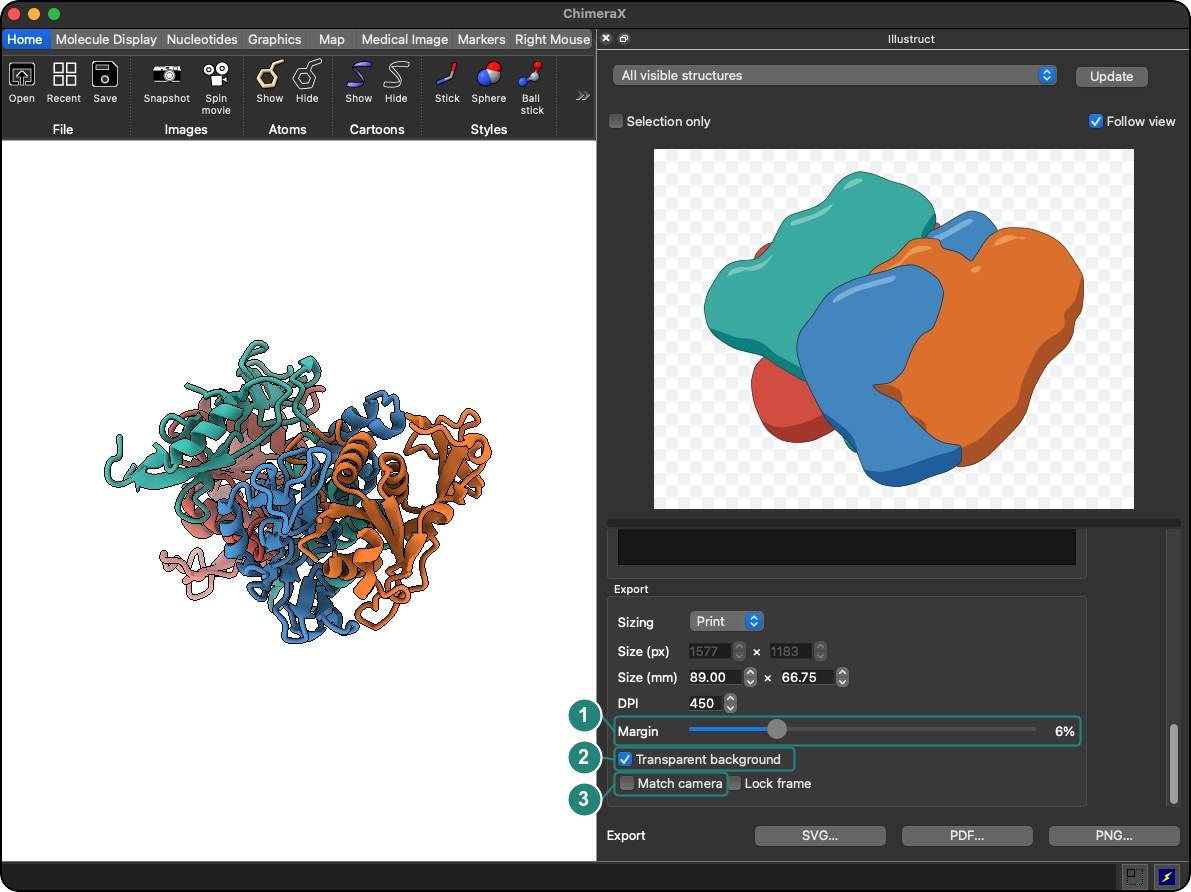 ChimeraX
Home Molecule Display Nucleotides Graphics Map Medical Image Markers Right Mouse
Illustruct
Open Recent Save Snapshot Spin movie Show Hide Show Hide Stick Sphere Ball stick »
File Images Atoms Cartoons Styles
All visible structures Update
Selection only Follow view
Export
Sizing Print
Size (px) 1577 × 1183
Size (mm) 89.00 × 66.75
DPI 450
1 Margin 6%
2 Transparent background
3 Match camera Lock frame
Export SVG... PDF... PNG...